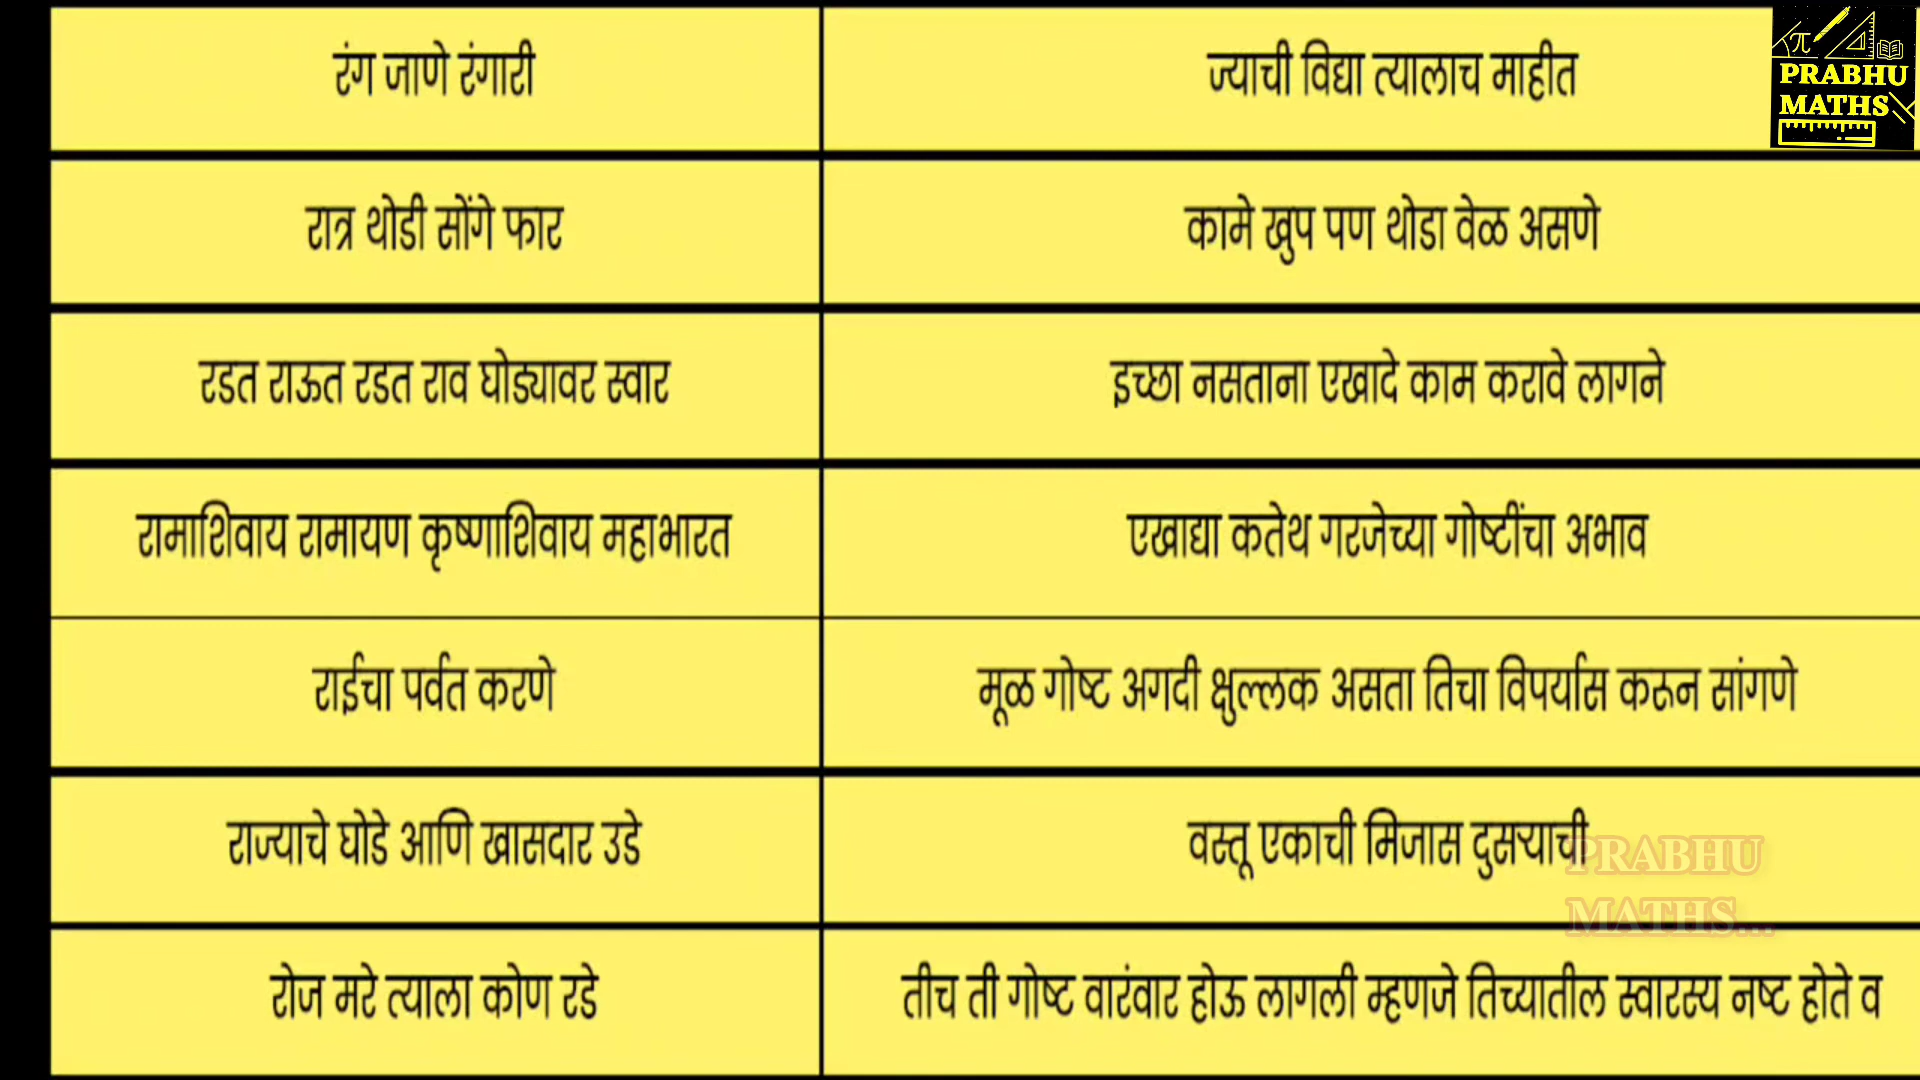 रंग जाणे रंगारी
ज्याची विद्या त्यालाच माहीत
PRABHU
MATHS
रात्र थोडी सोंगे फार
कामे खुप पण थोडा वेळ असणे
रडत राऊत रडत राव घोड्यावर स्वार
इच्छा नसताना एखादे काम करावे लागने
रामाशिवाय रामायण कृष्णाशिवाय महाभारत
एखाद्या कतेथ गरजेच्या गोष्टींचा अभाव
राईचा पर्वत करणे
मूळ गोष्ट अगदी क्षुल्लक असता तिचा विपर्यास करून सांगणे
राज्याचे घोडे आणि खासदार उडे
वस्तू एकाची मिजास दुसऱ्याची
PRABHU
MATHS...
रोज मरे त्याला कोण रडे
तीच ती गोष्ट वारंवार होऊ लागली म्हणजे तिच्यातील स्वारस्य नष्ट होते व